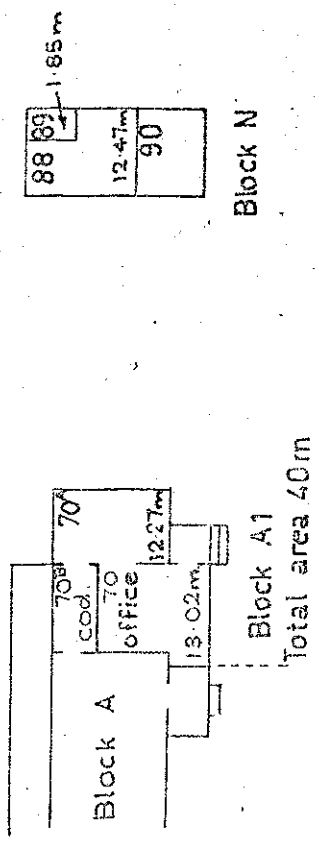 Block A
70B
cod.
70
office
70A
12.27m
13.02m
Block A1
Total area 40m
88
89
1.85m
12.47m
90
Block N